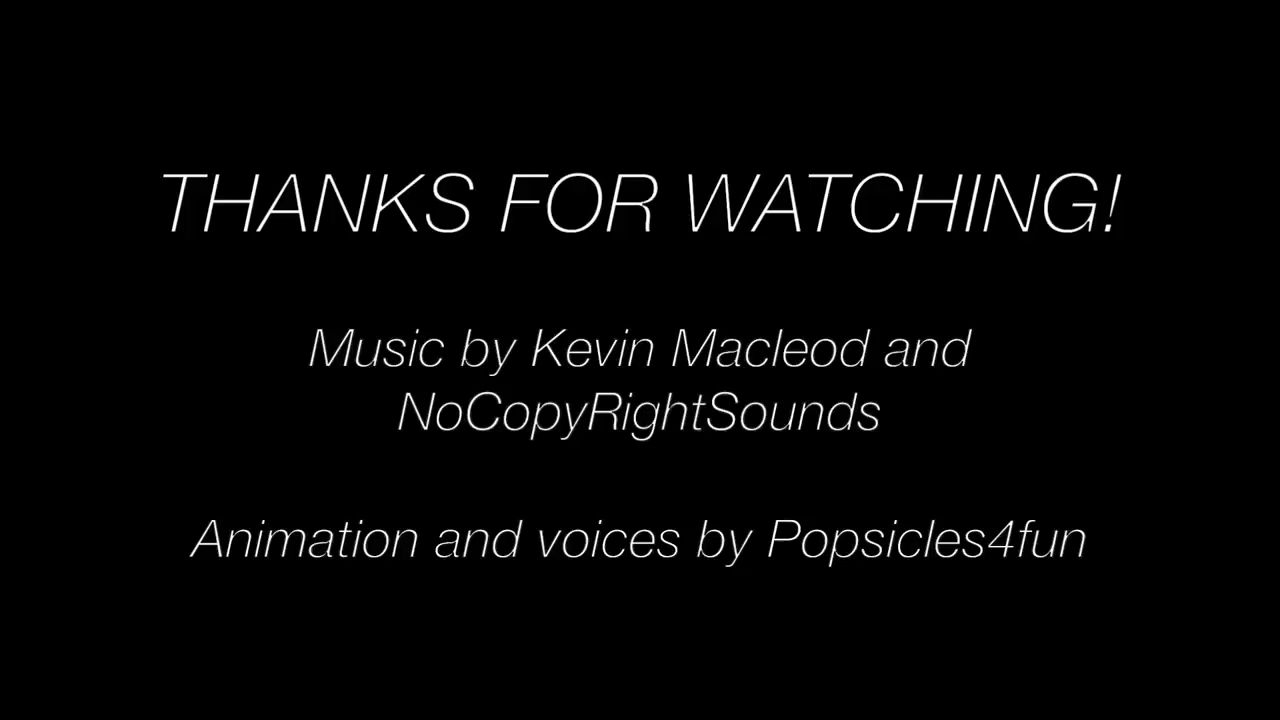 THANKS FOR WATCHING!
Music by Kevin Macleod and
NoCopyRightSounds
Animation and voices by Popsicles4fun